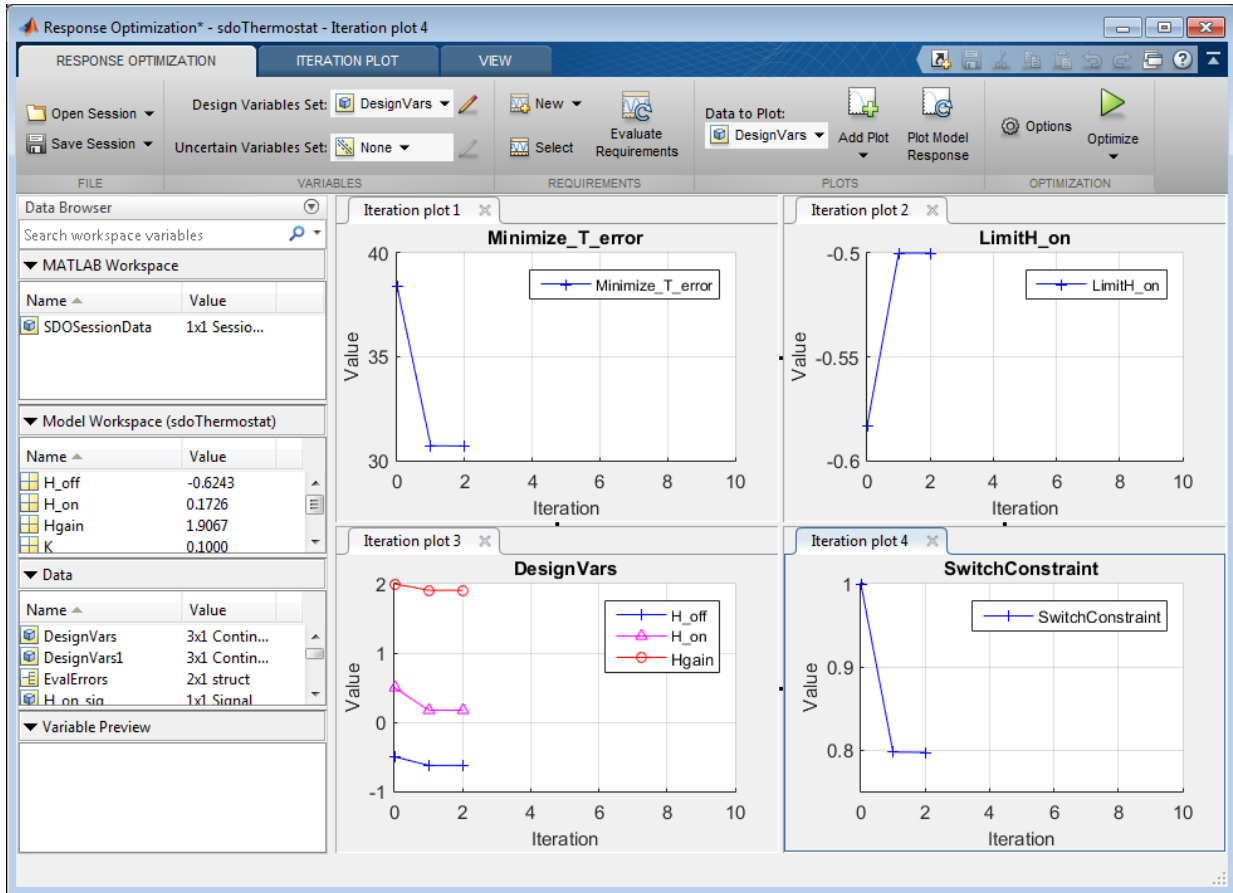 Response Optimization* - sdoThermostat - Iteration plot 4
RESPONSE OPTIMIZATION ITERATION PLOT VIEW
Open Session
Save Session
FILE
Design Variables Set: DesignVars
Uncertain Variables Set: None
VARIABLES
New
Select
Evaluate
Requirements
REQUIREMENTS
Data to Plot:
DesignVars
Add Plot
Plot Model
Response
PLOTS
Options
Optimize
OPTIMIZATION
Data Browser
Search workspace variables
MATLAB Workspace
Name Value
SDOSessionData 1x1 Sessio...
Model Workspace (sdoThermostat)
Name Value
H_off -0.6243
H_on 0.1726
Hgain 1.9067
K 0.1000
Data
Name Value
DesignVars 3x1 Contin...
DesignVars1 3x1 Contin...
EvalErrors 2x1 struct
H_on_sig 1x1 Signal
Variable Preview
Iteration plot 1
Minimize_T_error
Minimize_T_error
Value
40
35
30
0 2 4 6 8 10
Iteration
Iteration plot 2
LimitH_on
LimitH_on
Value
-0.5
-0.55
-0.6
0 2 4 6 8 10
Iteration
Iteration plot 3
DesignVars
H_off
H_on
Hgain
Value
2
1
0
-1
0 2 4 6 8 10
Iteration
Iteration plot 4
SwitchConstraint
SwitchConstraint
Value
1
0.9
0.8
0 2 4 6 8 10
Iteration